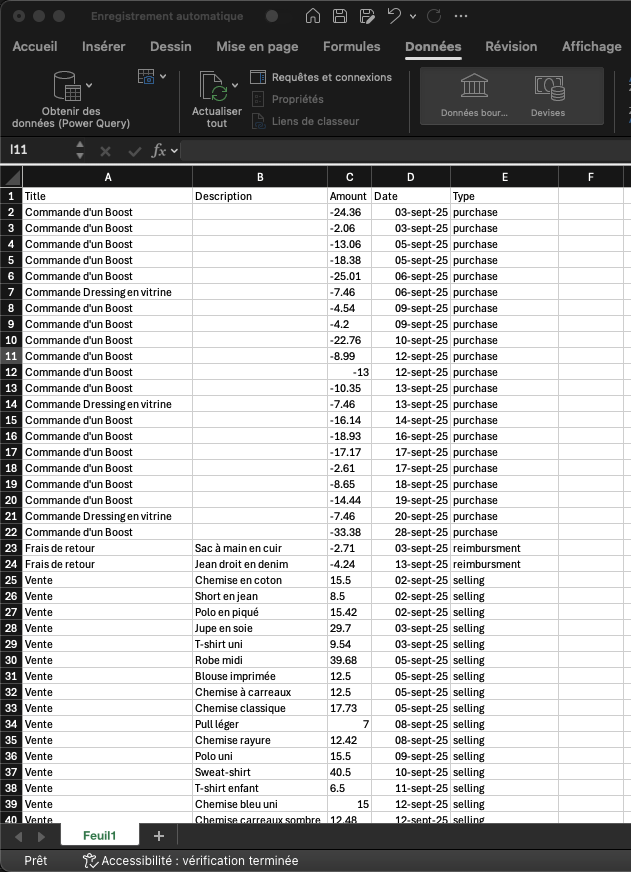 Enregistrement automatique
Accueil Insérer Dessin Mise en page Formules Données Révision Affichage
Obtenir des données (Power Query)
Actualiser tout
Requêtes et connexions
Propriétés
Liens de classeur
Données bour... Devises
I11 fx
A B C D E F
1 Title Description Amount Date Type
2 Commande d'un Boost -24.36 03-sept-25 purchase
3 Commande d'un Boost -2.06 03-sept-25 purchase
4 Commande d'un Boost -13.06 05-sept-25 purchase
5 Commande d'un Boost -18.38 05-sept-25 purchase
6 Commande d'un Boost -25.01 06-sept-25 purchase
7 Commande Dressing en vitrine -7.46 06-sept-25 purchase
8 Commande d'un Boost -4.54 09-sept-25 purchase
9 Commande d'un Boost -4.2 09-sept-25 purchase
10 Commande d'un Boost -22.76 10-sept-25 purchase
11 Commande d'un Boost -8.99 12-sept-25 purchase
12 Commande d'un Boost -13 12-sept-25 purchase
13 Commande d'un Boost -10.35 13-sept-25 purchase
14 Commande Dressing en vitrine -7.46 13-sept-25 purchase
15 Commande d'un Boost -16.14 14-sept-25 purchase
16 Commande d'un Boost -18.93 16-sept-25 purchase
17 Commande d'un Boost -17.17 17-sept-25 purchase
18 Commande d'un Boost -2.61 17-sept-25 purchase
19 Commande d'un Boost -8.65 18-sept-25 purchase
20 Commande d'un Boost -14.44 19-sept-25 purchase
21 Commande Dressing en vitrine -7.46 20-sept-25 purchase
22 Commande d'un Boost -33.38 28-sept-25 purchase
23 Frais de retour Sac à main en cuir -2.71 03-sept-25 reimbursment
24 Frais de retour Jean droit en denim -4.24 13-sept-25 reimbursment
25 Vente Chemise en coton 15.5 02-sept-25 selling
26 Vente Short en jean 8.5 02-sept-25 selling
27 Vente Polo en piqué 15.42 02-sept-25 selling
28 Vente Jupe en soie 29.7 03-sept-25 selling
29 Vente T-shirt uni 9.54 03-sept-25 selling
30 Vente Robe midi 39.68 05-sept-25 selling
31 Vente Blouse imprimée 12.5 05-sept-25 selling
32 Vente Chemise à carreaux 12.5 05-sept-25 selling
33 Vente Chemise classique 17.73 05-sept-25 selling
34 Vente Pull léger 7 08-sept-25 selling
35 Vente Chemise rayure 12.42 08-sept-25 selling
36 Vente Polo uni 15.5 09-sept-25 selling
37 Vente Sweat-shirt 40.5 10-sept-25 selling
38 Vente T-shirt enfant 6.5 11-sept-25 selling
39 Vente Chemise bleu uni 15 12-sept-25 selling
40 Vente Chemise carreaux sombre 12.48 12-sept-25 selling
Feuil1
Prêt Accessibilité : vérification terminée